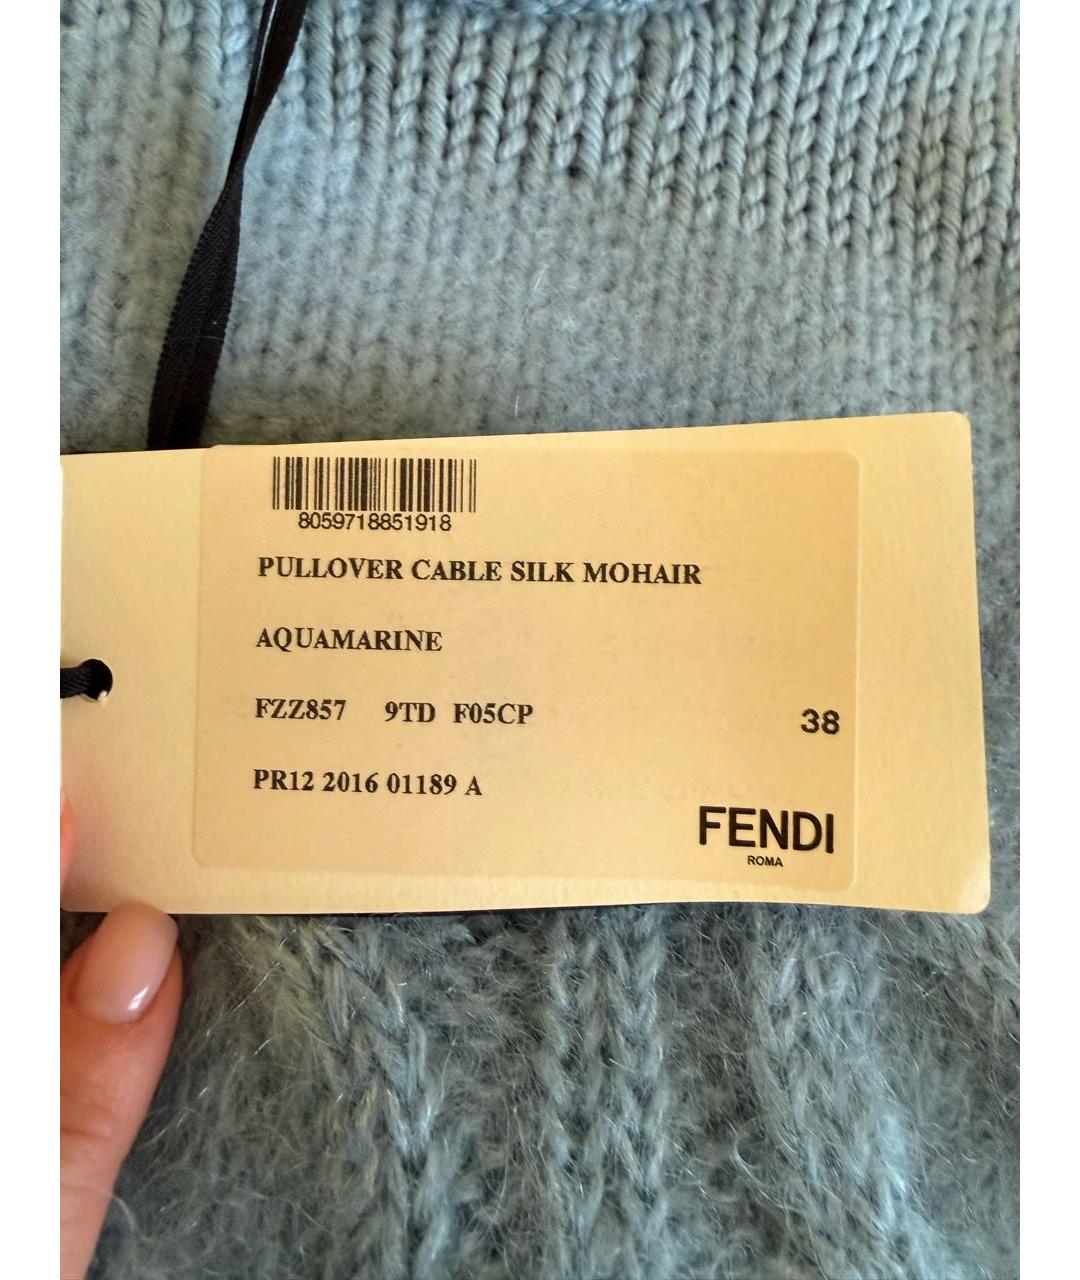 8059718851918
PULLOVER CABLE SILK MOHAIR
AQUAMARINE
FZZ857 9TD F05CP 38
PR12 2016 01189 A
FENDI
ROMA